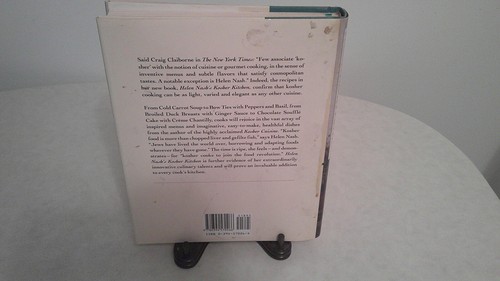 Said Craig Claiborne in The New York Times: "Few associate 'ko-
sher' with the notion of cuisine or gourmet cooking, in the sense of
inventive menus and subtle flavors that satisfy cosmopolitan
tastes. A notable exception is Helen Nash." Indeed, the recipes in
her new book, Helen Nash's Kosher Kitchen, confirm that kosher
cooking can be as light, varied and elegant as any other cuisine.
From Cold Carrot Soup to Bow Ties with Peppers and Basil, from
Broiled Duck Breasts with Ginger Sauce to Chocolate Soufflé
Cake with Crème Chantilly, cooks will rejoice in the vast array of
inspired menus and imaginative, easy-to-make, healthful dishes
from the author of the highly acclaimed Kosher Cuisine. "Kosher
food is more than chopped liver and gefilte fish," says Helen Nash.
"Jews have lived the world over, borrowing and adapting foods
wherever they have gone." The time is ripe, she feels—and demon-
strates—for "kosher cooks to join the food revolution." Helen
Nash's Kosher Kitchen is further evidence of her extraordinarily
innovative culinary talents and will prove an invaluable addition
to every cook's kitchen.